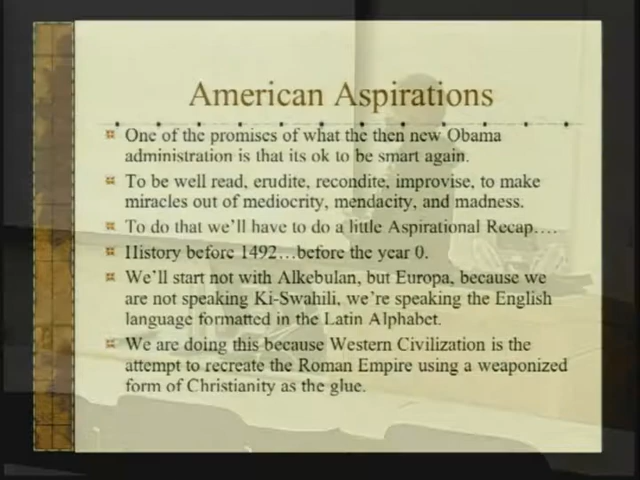 American Aspirations
One of the promises of what the then new Obama
administration is that its ok to be smart again.
To be well read, erudite, recondite, improvise, to make
miracles out of mediocrity, mendacity, and madness.
To do that we'll have to do a little Aspirational Recap….
History before 1492…before the year 0.
We'll start not with Alkebulan, but Europa, because we
are not speaking Ki-Swahili, we're speaking the English
language formatted in the Latin Alphabet.
We are doing this because Western Civilization is the
attempt to recreate the Roman Empire using a weaponized
form of Christianity as the glue.